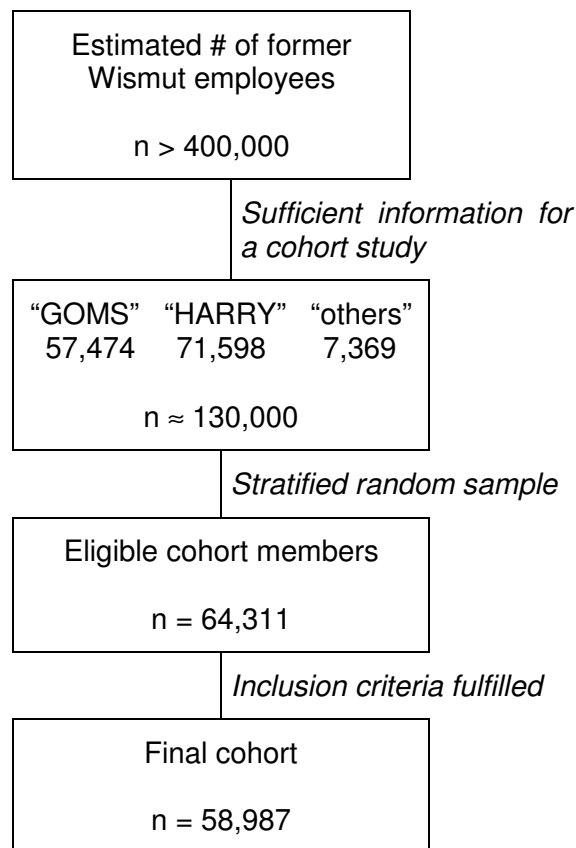 Estimated # of former
Wismut employees
n > 400,000
Sufficient information for
a cohort study
“GOMS” “HARRY” “others”
57,474 71,598 7,369
n ≈ 130,000
Stratified random sample
Eligible cohort members
n = 64,311
Inclusion criteria fulfilled
Final cohort
n = 58,987